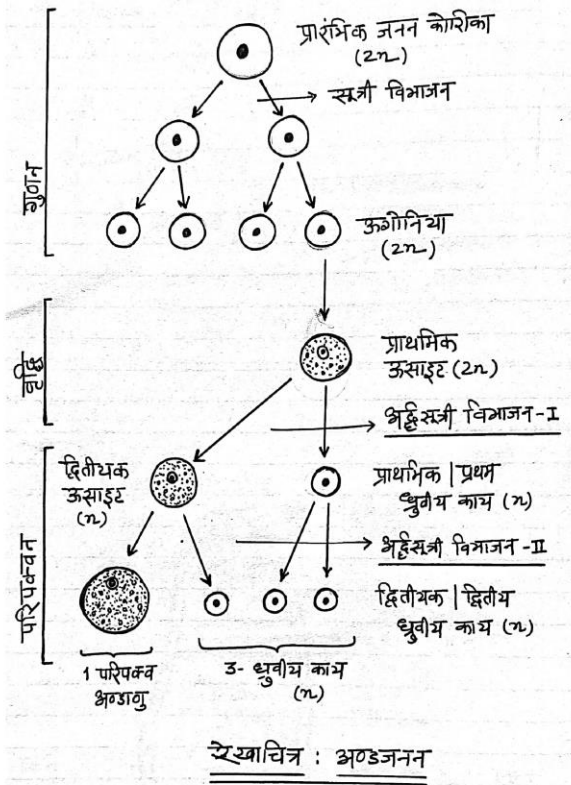 प्रारंभिक जनन कोशिका
(2n)
सूत्री विभाजन
गुणन
ऊगोनिया
(2n)
वृद्धि
प्राथमिक
ऊसाइट (2n)
अर्द्धसूत्री विभाजन-I
परिपक्वन
द्वितीयक
ऊसाइट
(n)
प्राथमिक | प्रथम
ध्रुवीय काय (n)
अर्द्धसूत्री विभाजन-II
द्वितीयक | द्वितीय
ध्रुवीय काय (n)
1 परिपक्व
अण्डाणु
3- ध्रुवीय काय
(n)
रेखाचित्र : अण्डजनन